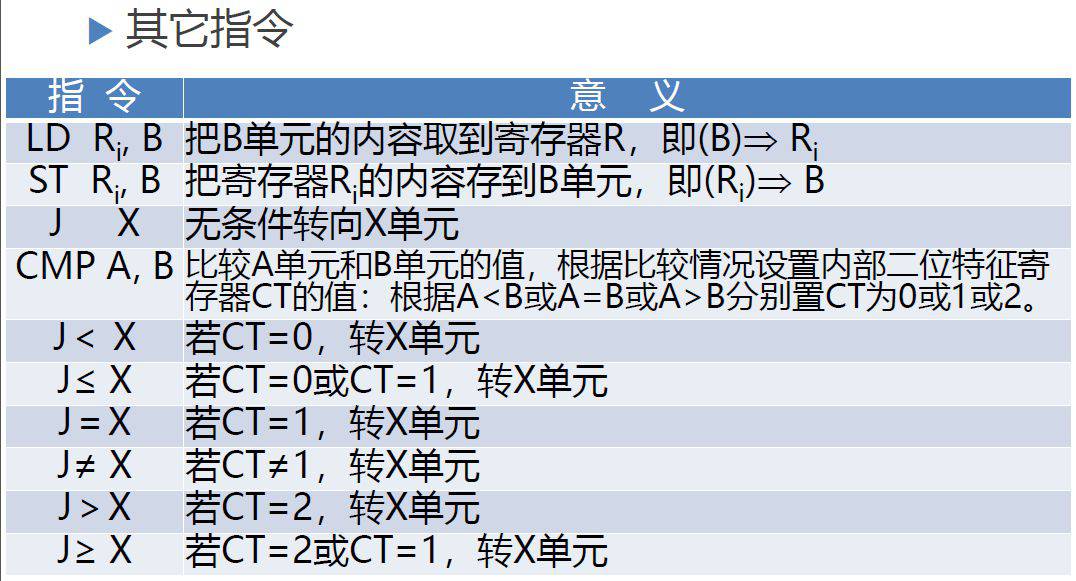 其它指令
指 令 意 义
LD Ri, B 把B单元的内容取到寄存器R，即(B)⇒ Ri
ST Ri, B 把寄存器Ri的内容存到B单元，即(Ri)⇒ B
J X 无条件转向X单元
CMP A, B 比较A单元和B单元的值，根据比较情况设置内部二位特征寄
存器CT的值：根据A<B或A=B或A>B分别置CT为0或1或2。
J < X 若CT=0，转X单元
J≤ X 若CT=0或CT=1，转X单元
J = X 若CT=1，转X单元
J≠ X 若CT≠1，转X单元
J > X 若CT=2，转X单元
J≥ X 若CT=2或CT=1，转X单元